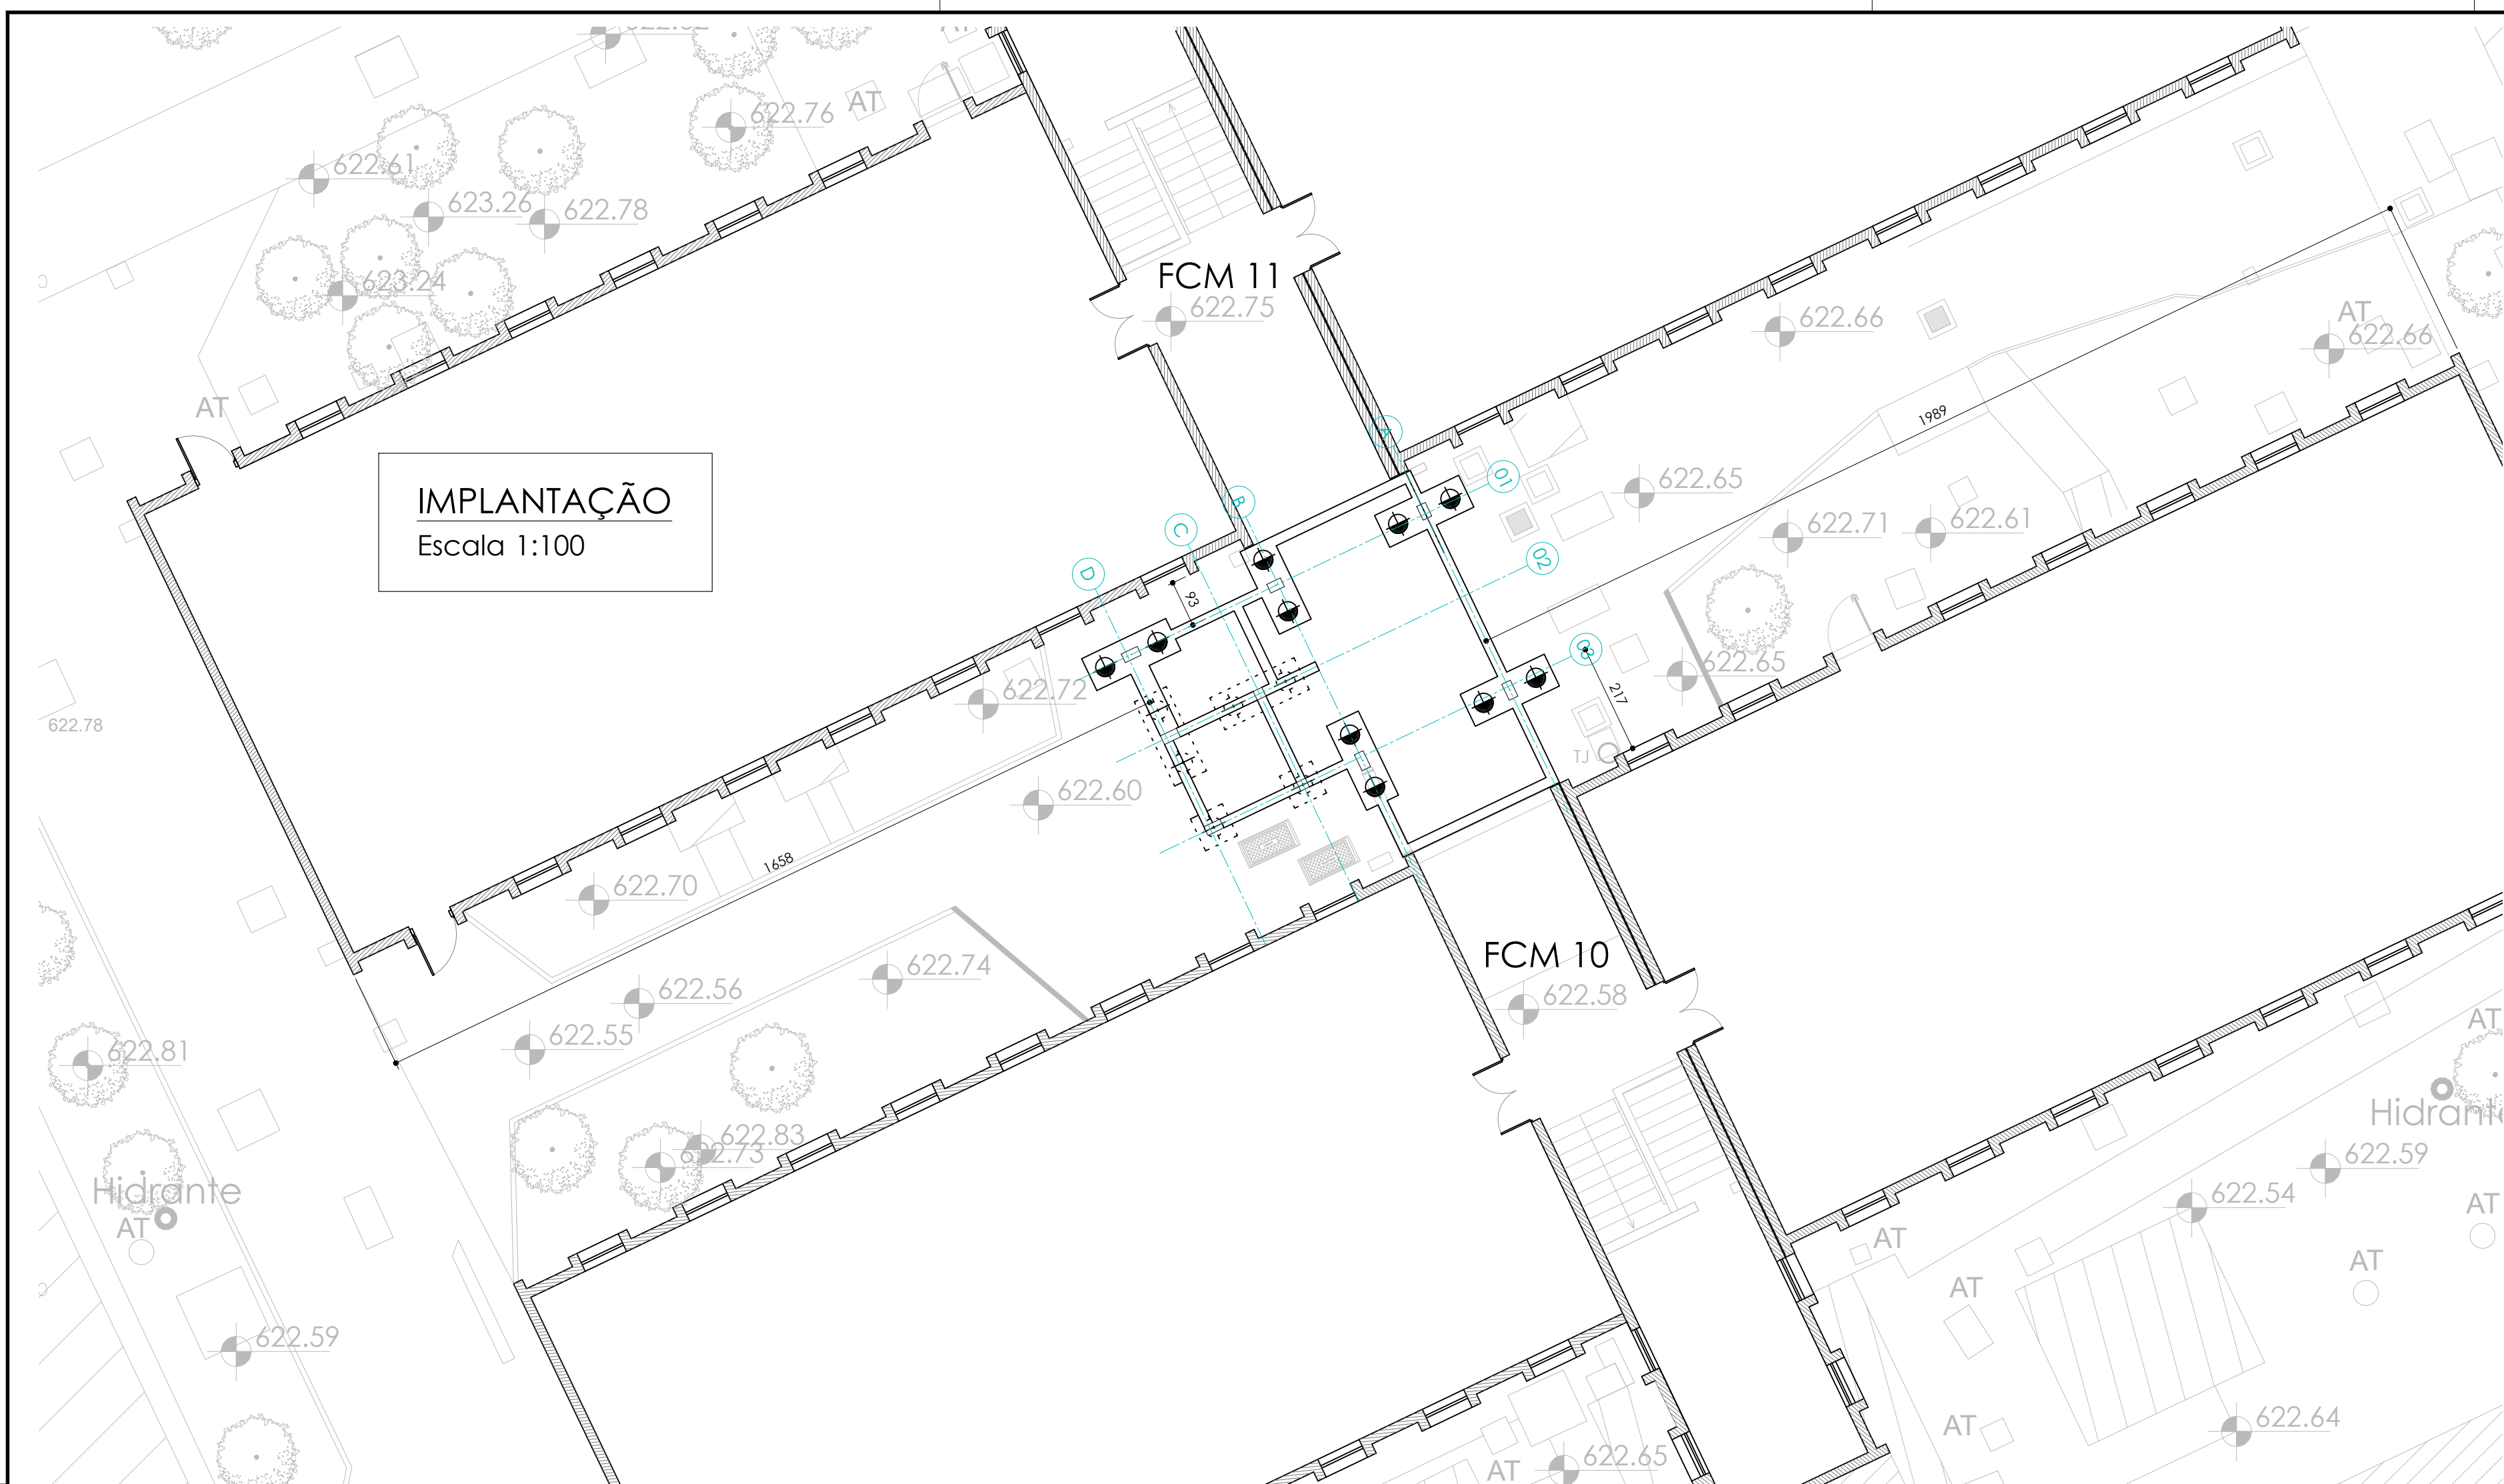 AT
622.76
AT
622.61
623.26
622.78
623.24
FCM 11
622.75
622.66
AT
622.66
AT
1989
A
IMPLANTAÇÃO
Escala 1:100
B
C
D
01
02
03
622.65
622.71
622.61
93
622.65
622.72
217
622.78
TJ
622.60
1658
622.70
FCM 10
622.74
622.56
622.58
622.55
AT
622.81
Hidrante
622.83
622.73
622.59
Hidrante
622.54
AT
AT
AT
AT
AT
622.59
622.64
AT
622.65
AT